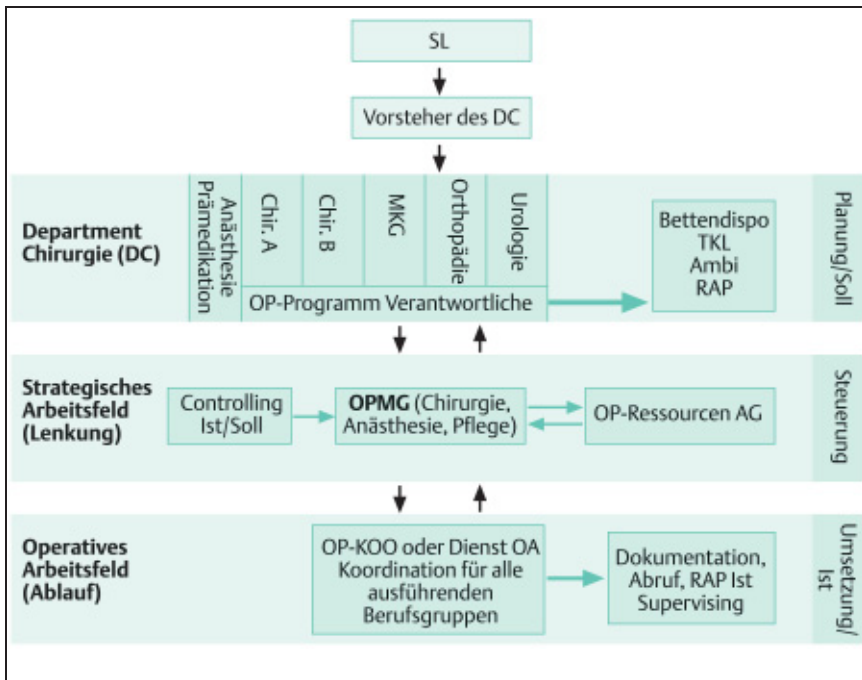 SL
Vorsteher des DC
Department
Chirurgie (DC)
Anästhesie
Prämedikation
Chir. A
Chir. B
MKG
Orthopädie
Urologie
OP-Programm Verantwortliche
Bettendispo
TKL
Ambi
RAP
Planung/Soll
Strategisches
Arbeitsfeld
(Lenkung)
Controlling
Ist/Soll
OPMG (Chirurgie,
Anästhesie, Pflege)
OP-Ressourcen AG
Steuerung
Operatives
Arbeitsfeld
(Ablauf)
OP-KOO oder Dienst OA
Koordination für alle
ausführenden
Berufsgruppen
Dokumentation,
Abruf, RAP Ist
Supervising
Umsetzung/
Ist